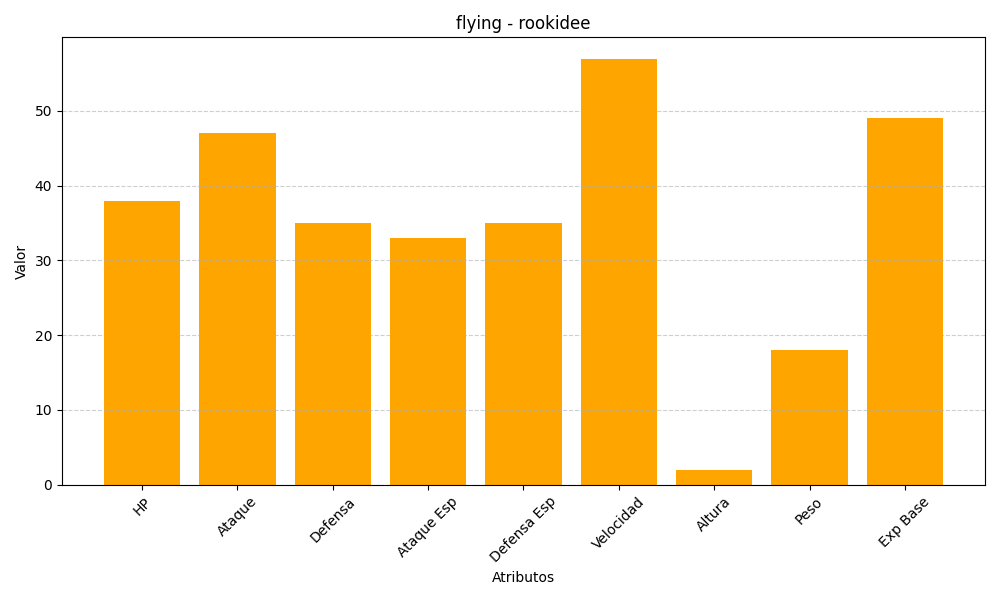 flying - rookidee
Valor
50
40
30
20
10
0
HP
Ataque
Defensa
Ataque Esp
Defensa Esp
Velocidad
Altura
Peso
Exp Base
Atributos